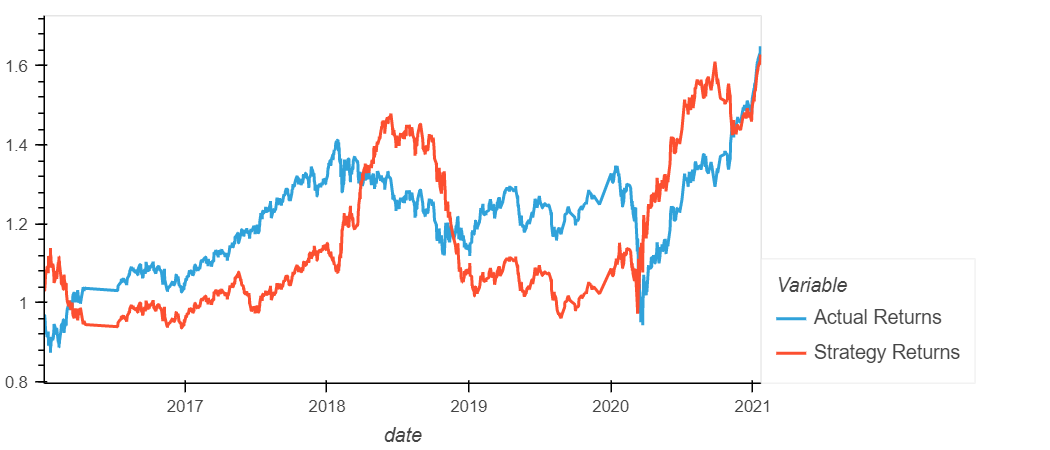 1.6
1.4
1.2
1
0.8
2017 2018 2019 2020 2021
date
Variable
Actual Returns
Strategy Returns